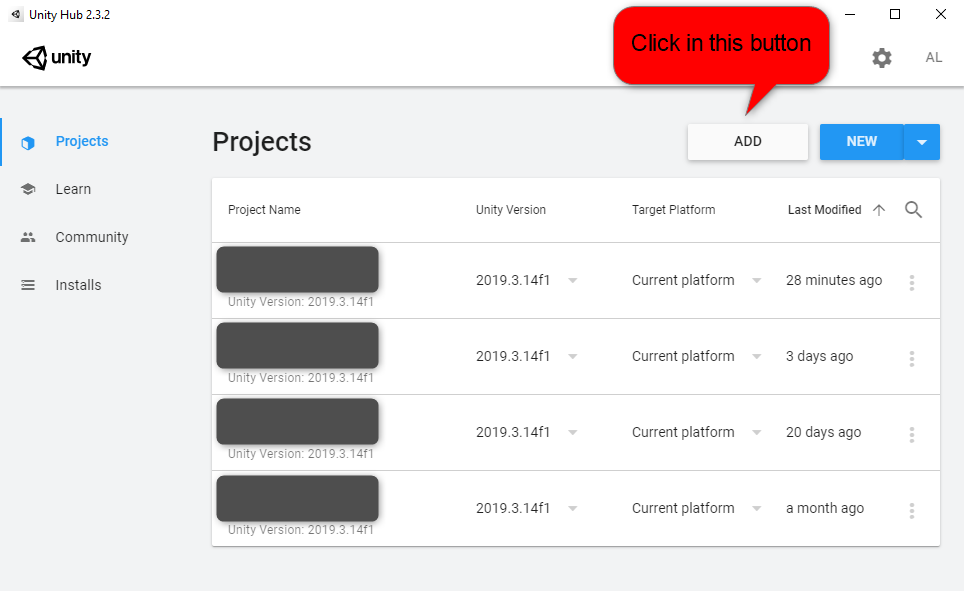 Unity Hub 2.3.2
Click in this button
unity
AL
Projects
Learn
Community
Installs
Projects
ADD
NEW
Project Name
Unity Version
Target Platform
Last Modified
2019.3.14f1
Current platform
28 minutes ago
Unity Version: 2019.3.14f1
2019.3.14f1
Current platform
3 days ago
Unity Version: 2019.3.14f1
2019.3.14f1
Current platform
20 days ago
Unity Version: 2019.3.14f1
2019.3.14f1
Current platform
a month ago
Unity Version: 2019.3.14f1